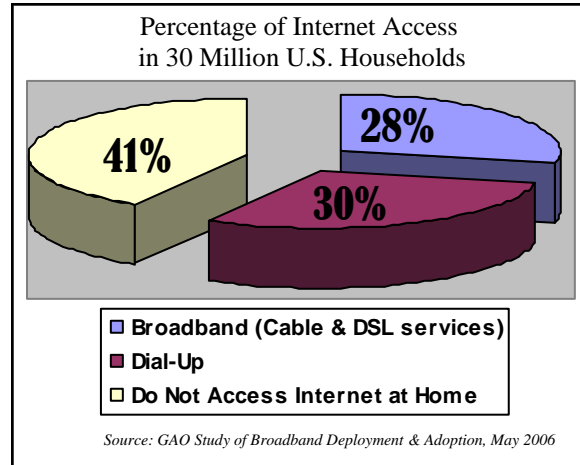 Percentage of Internet Access
in 30 Million U.S. Households
28%
41%
30%
Broadband (Cable & DSL services)
Dial-Up
Do Not Access Internet at Home
Source: GAO Study of Broadband Deployment & Adoption, May 2006